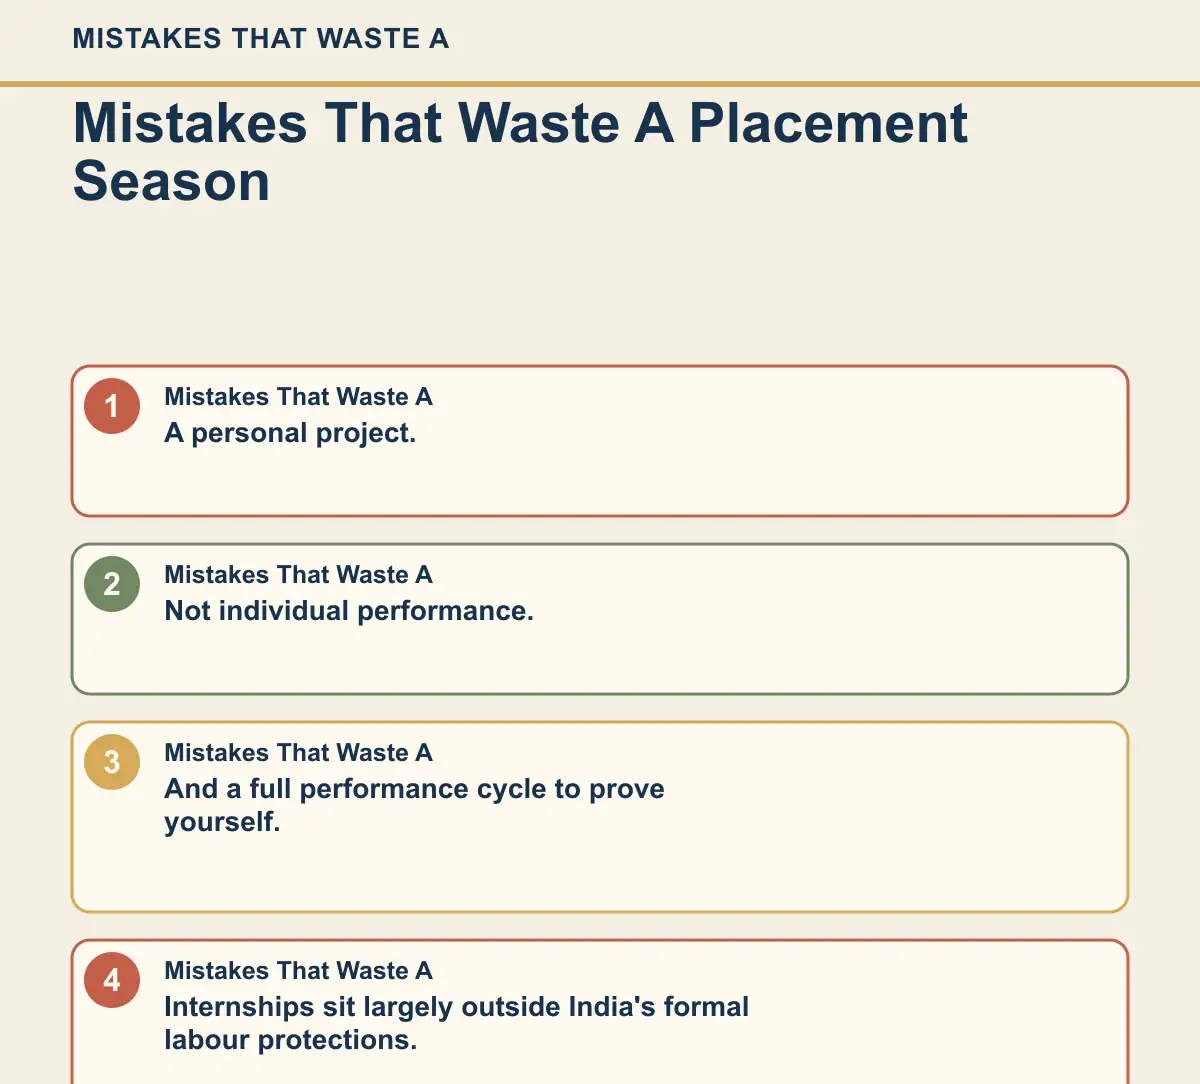 MISTAKES THAT WASTE A
Mistakes That Waste A Placement
Season
1
Mistakes That Waste A
A personal project.
2
Mistakes That Waste A
Not individual performance.
3
Mistakes That Waste A
And a full performance cycle to prove
yourself.
4
Mistakes That Waste A
Internships sit largely outside India's formal
labour protections.